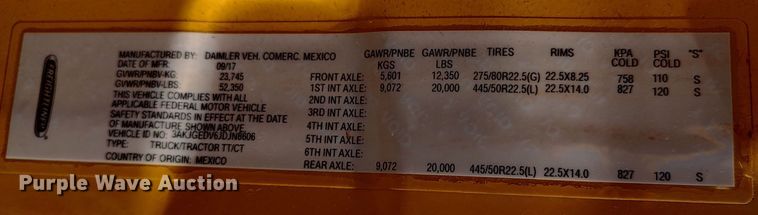 FREIGHTLINER
MANUFACTURED BY: DAIMLER VEH. COMERC. MEXICO
DATE OF MFR: 09/17
GVWR/PNBV-KG: 23,745
GVWR/PNBV-LBS: 52,350
THIS VEHICLE COMPLIES WITH ALL
APPLICABLE FEDERAL MOTOR VEHICLE
SAFETY STANDARDS IN EFFECT AT THE DATE
OF MANUFACTURE SHOWN ABOVE
VEHICLE ID NO: 3AKJGEDV6JDJN8606
TYPE: TRUCK/TRACTOR TT/CT
COUNTRY OF ORIGIN: MEXICO
GAWR/PNBE GAWR/PNBE TIRES RIMS KPA PSI "S"
KGS LBS COLD COLD
FRONT AXLE: 5,601 12,350 275/80R22.5(G) 22.5X8.25 758 110 S
1ST INT AXLE: 9,072 20,000 445/50R22.5(L) 22.5X14.0 827 120 S
2ND INT AXLE:
3RD INT AXLE:
4TH INT AXLE:
5TH INT AXLE:
6TH INT AXLE:
REAR AXLE: 9,072 20,000 445/50R22.5(L) 22.5X14.0 827 120 S
Purple Wave Auction